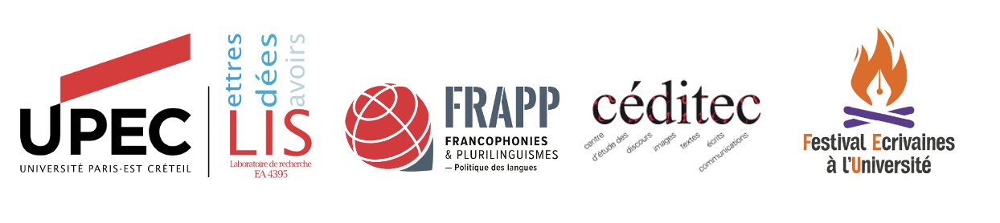 UPEC
UNIVERSITÉ PARIS-EST CRÉTEIL
ettres
dées
avoirs
LIS
Laboratoire de recherche
EA 4395
FRAPP
FRANCOPHONIES
& PLURILINGUISMES
— Politique des langues
céditec
centre
d'étude des
discours
images
textes
écrits
communications
Festival Ecrivaines
à l'Université